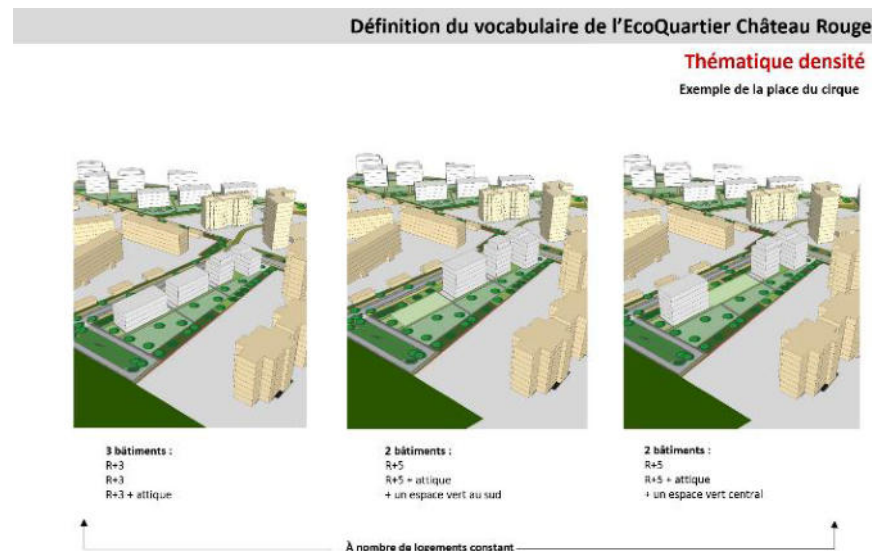 Définition du vocabulaire de l'EcoQuartier Château Rouge
Thématique densité
Exemple de la place du cirque
3 bâtiments :
R+3
R+3
R+3 + attique
2 bâtiments :
R+5
R+5 + attique
+ un espace vert au sud
2 bâtiments :
R+5
R+5 + attique
+ un espace vert central
À nombre de logements constant